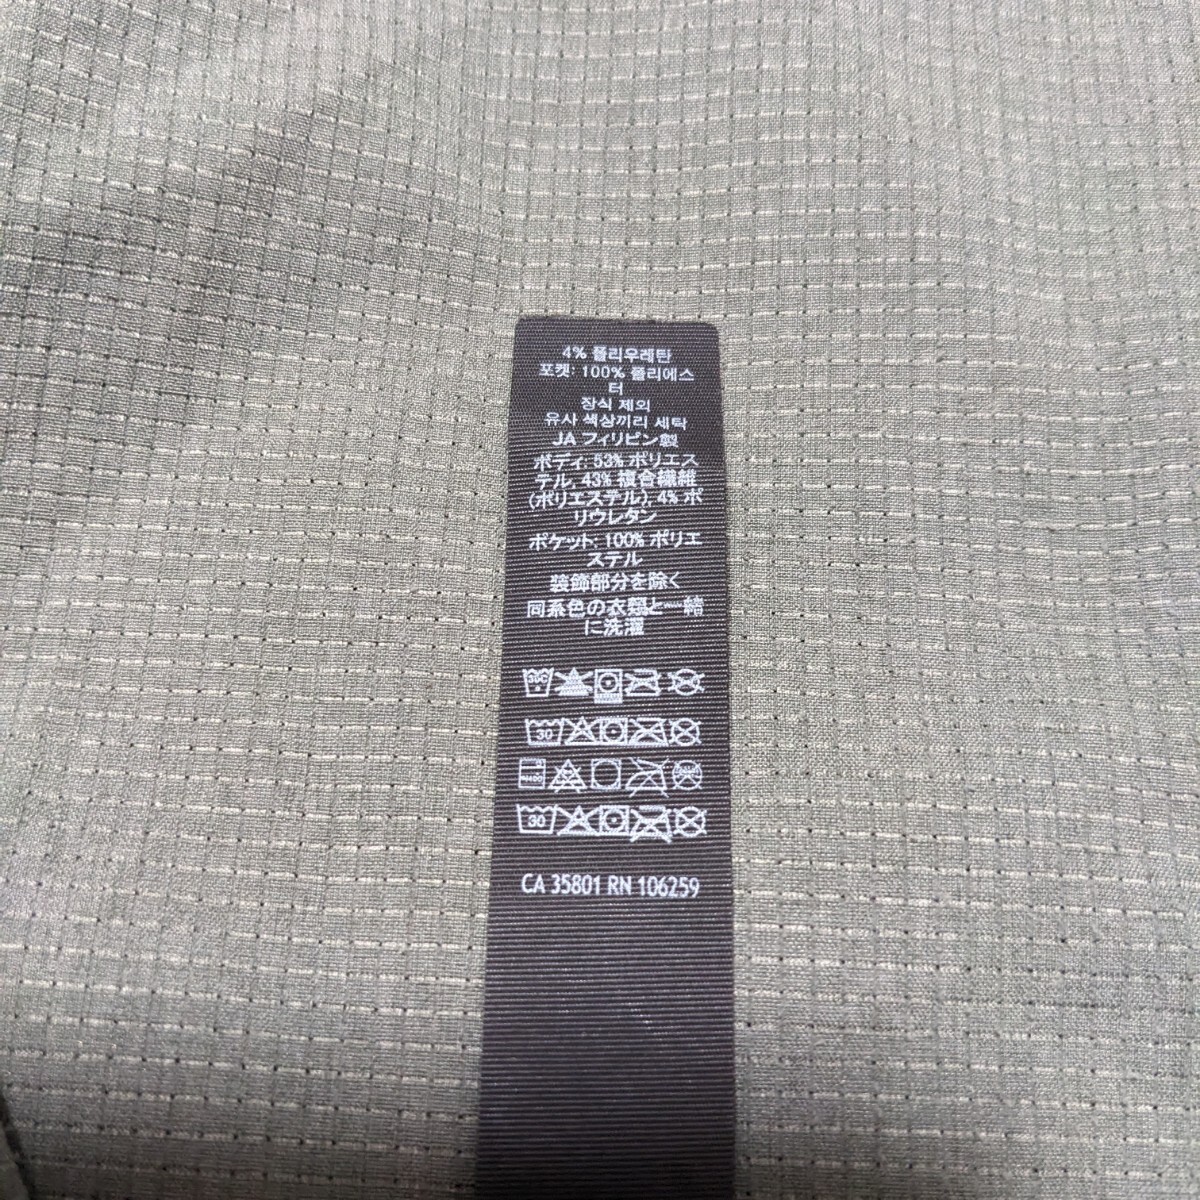 4% 폴리우레탄
포켓: 100% 폴리에스
터
장식 제외
유사 색상끼리 세탁
JA フィリピン製
ボディ: 53% ポリエス
テル, 43% 複合繊維
(ポリエステル), 4% ポ
リウレタン
ポケット: 100% ポリエ
ステル
装飾部分を除く
同系色の衣類と一緒
に洗濯
30C
30
30
CA 35801 RN 106259